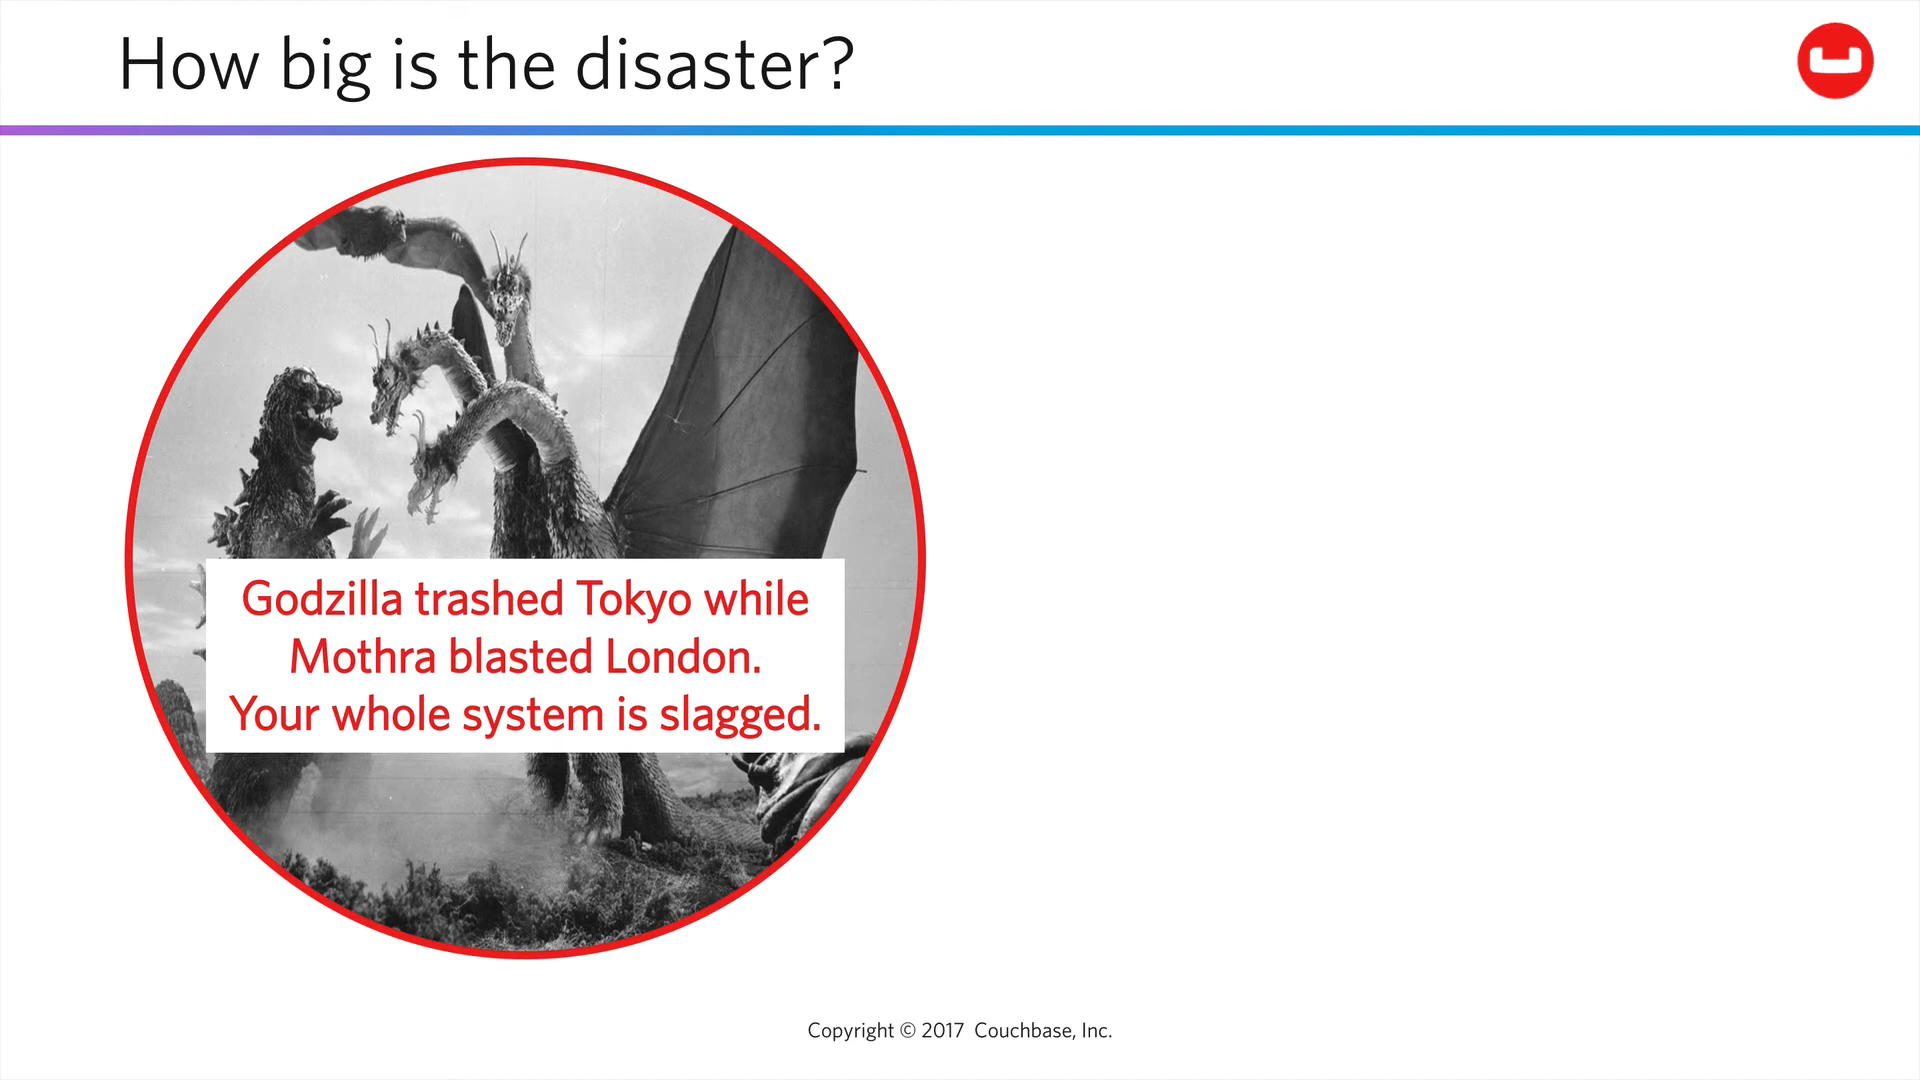 How big is the disaster?
Godzilla trashed Tokyo while
Mothra blasted London.
Your whole system is slagged.
Copyright © 2017 Couchbase, Inc.